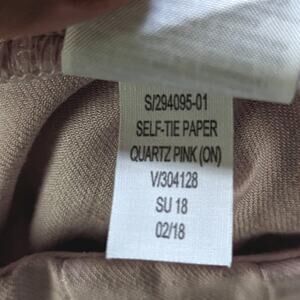 S/294095-01
SELF-TIE PAPER
QUARTZ PINK (ON)
V/304128
SU 18
02/18